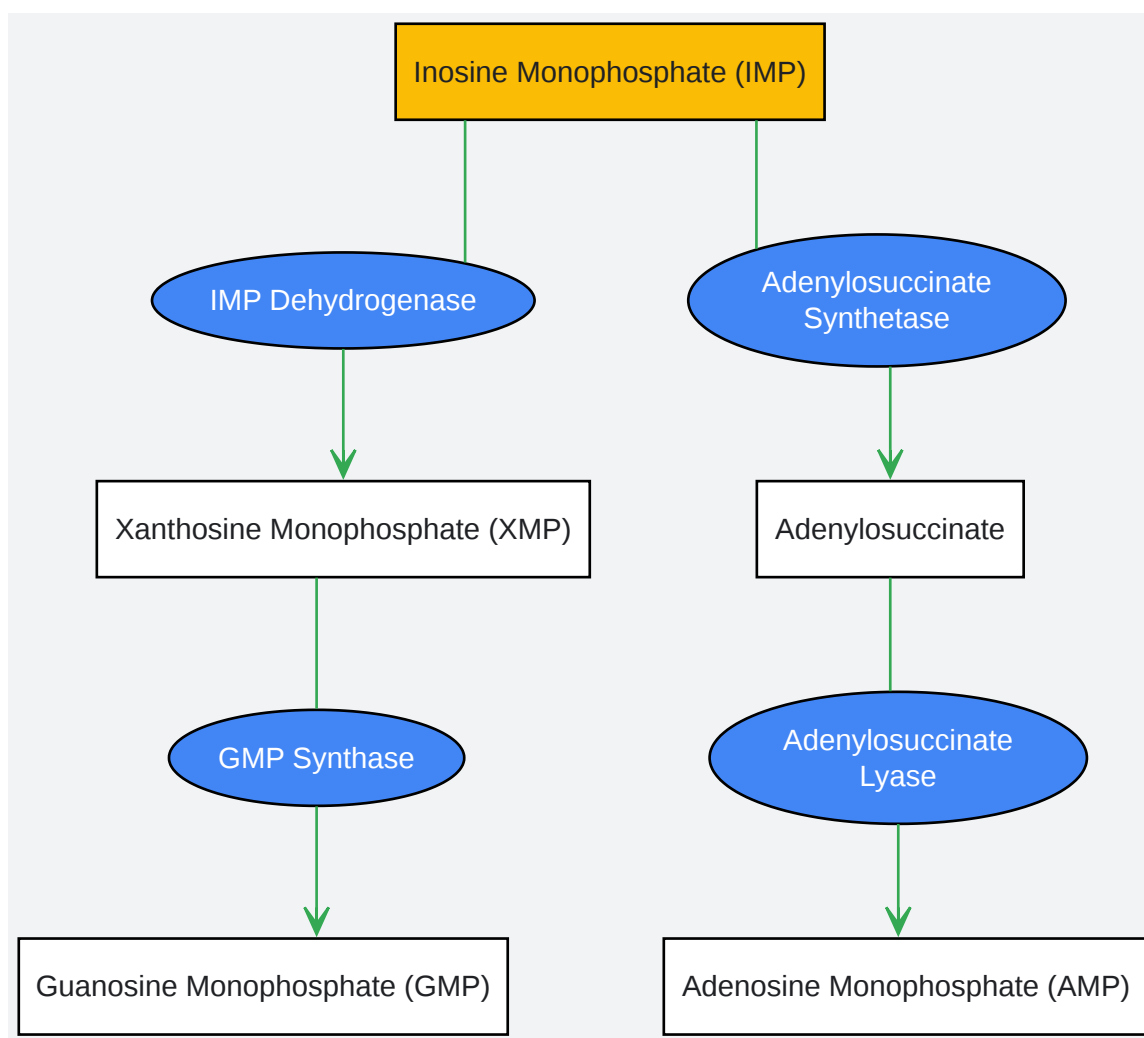 Inosine Monophosphate (IMP)
IMP Dehydrogenase
Adenylosuccinate
Synthetase
Xanthosine Monophosphate (XMP)
Adenylosuccinate
GMP Synthase
Adenylosuccinate
Lyase
Guanosine Monophosphate (GMP)
Adenosine Monophosphate (AMP)